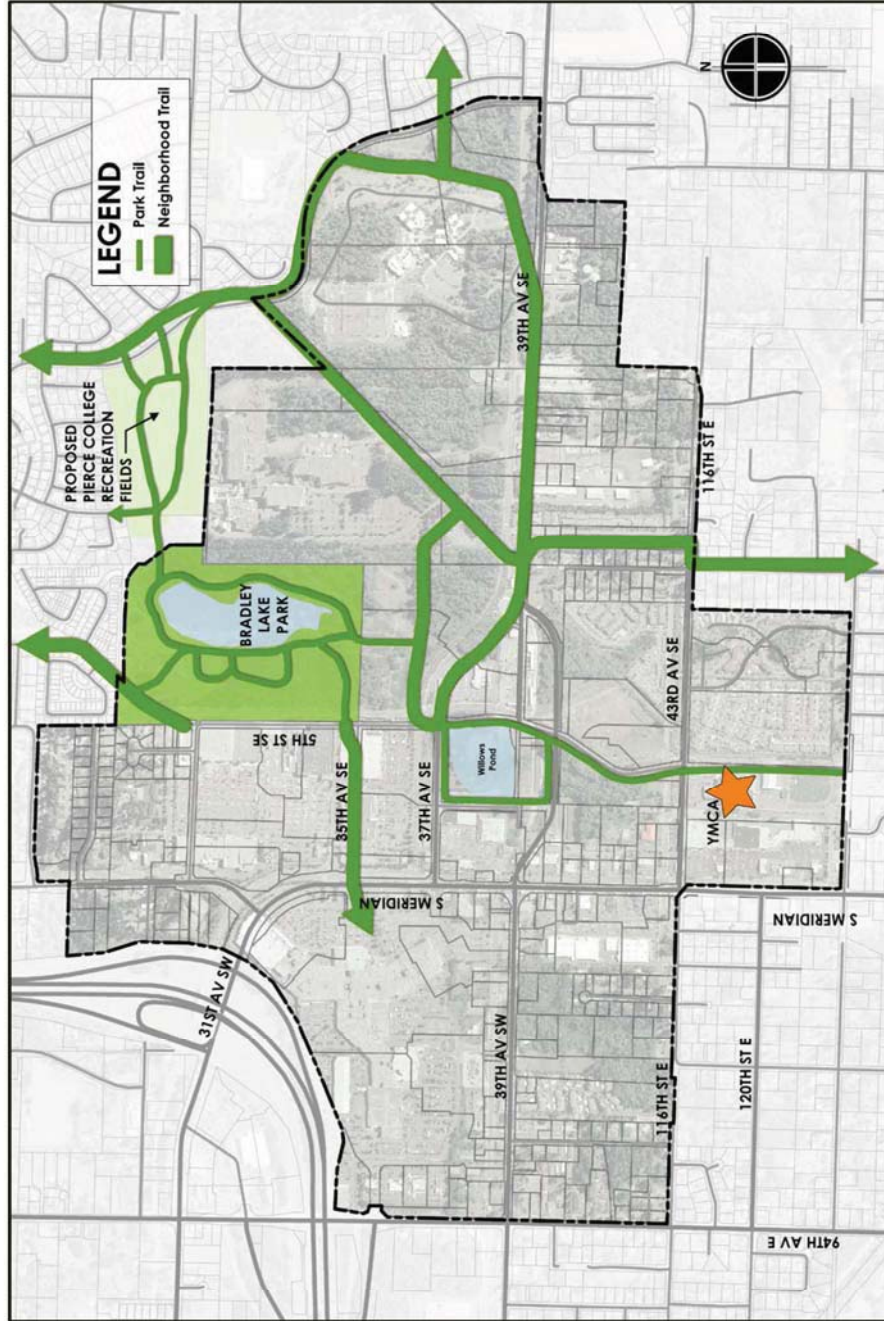 LEGEND
Park Trail
Neighborhood Trail
N
PROPOSED
PIERCE COLLEGE
RECREATION
FIELDS
BRADLEY
LAKE
PARK
5TH ST SE
35TH AV SE
37TH AV SE
Willows
Pond
39TH AV SE
116TH ST E
43RD AV SE
YMCA
S MERIDIAN
S MERIDIAN
31ST AV SW
39TH AV SW
116TH ST E
120TH ST E
94TH AV E